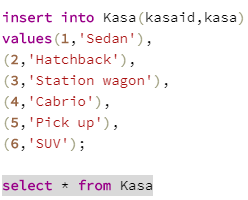 insert into Kasa(kasaid,kasa)
values(1,'Sedan'),
(2,'Hatchback'),
(3,'Station wagon'),
(4,'Cabrio'),
(5,'Pick up'),
(6,'SUV');
select * from Kasa